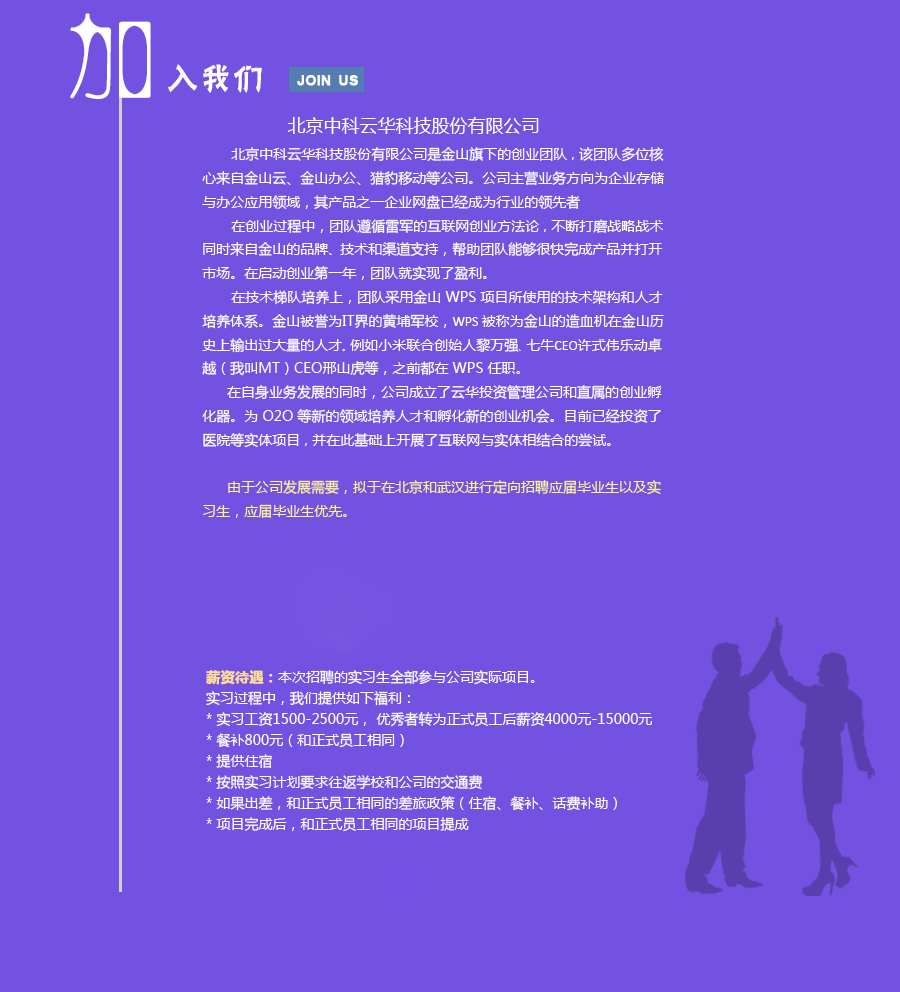 加入我们 JOIN US
北京中科云华科技股份有限公司
北京中科云华科技股份有限公司是金山旗下的创业团队，该团队多位核
心来自金山云、金山办公、猎豹移动等公司。公司主营业务方向为企业存储
与办公应用领域，其产品之一企业网盘已经成为行业的领先者
在创业过程中，团队遵循雷军的互联网创业方法论，不断打磨战略战术
同时来自金山的品牌、技术和渠道支持，帮助团队能够很快完成产品并打开
市场。在启动创业第一年，团队就实现了盈利。
在技术梯队培养上，团队采用金山 WPS 项目所使用的技术架构和人才
培养体系。金山被誉为IT界的黄埔军校，WPS 被称为金山的造血机在金山历
史上输出过大量的人才. 例如小米联合创始人黎万强、七牛CEO许式伟乐动卓
越（我叫MT）CEO邢山虎等，之前都在 WPS 任职。
在自身业务发展的同时，公司成立了云华投资管理公司和直属的创业孵
化器。为 O2O 等新的领域培养人才和孵化新的创业机会。目前已经投资了
医院等实体项目，并在此基础上开展了互联网与实体相结合的尝试。
由于公司发展需要，拟于在北京和武汉进行定向招聘应届毕业生以及实
习生，应届毕业生优先。
薪资待遇：本次招聘的实习生全部参与公司实际项目。
实习过程中，我们提供如下福利：
* 实习工资1500-2500元， 优秀者转为正式员工后薪资4000元-15000元
* 餐补800元（和正式员工相同）
* 提供住宿
* 按照实习计划要求往返学校和公司的交通费
* 如果出差，和正式员工相同的差旅政策（住宿、餐补、话费补助）
* 项目完成后，和正式员工相同的项目提成